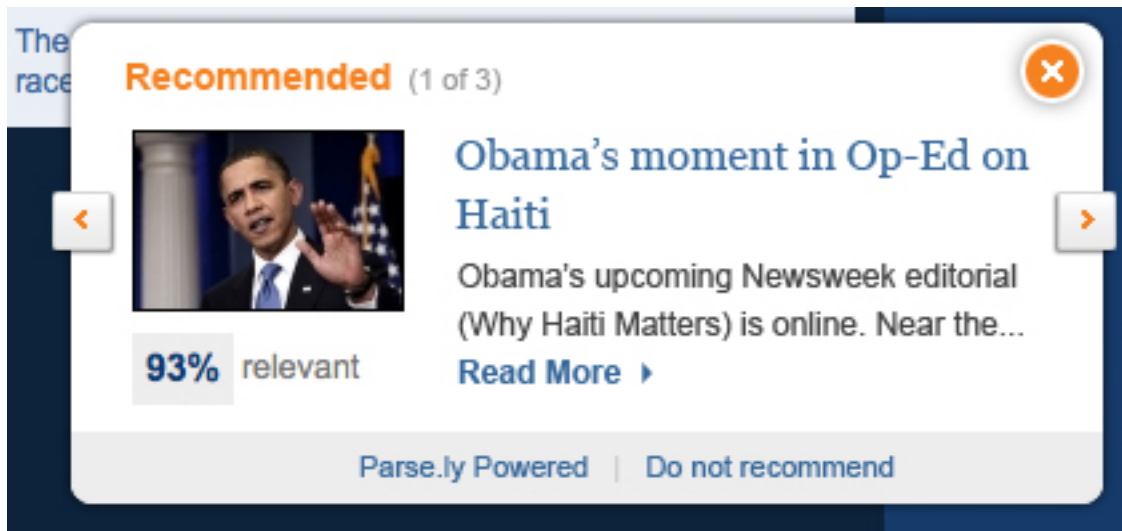 The
race
Recommended (1 of 3)
Obama's moment in Op-Ed on
Haiti
Obama's upcoming Newsweek editorial
(Why Haiti Matters) is online. Near the...
Read More
93% relevant
Parse.ly Powered | Do not recommend